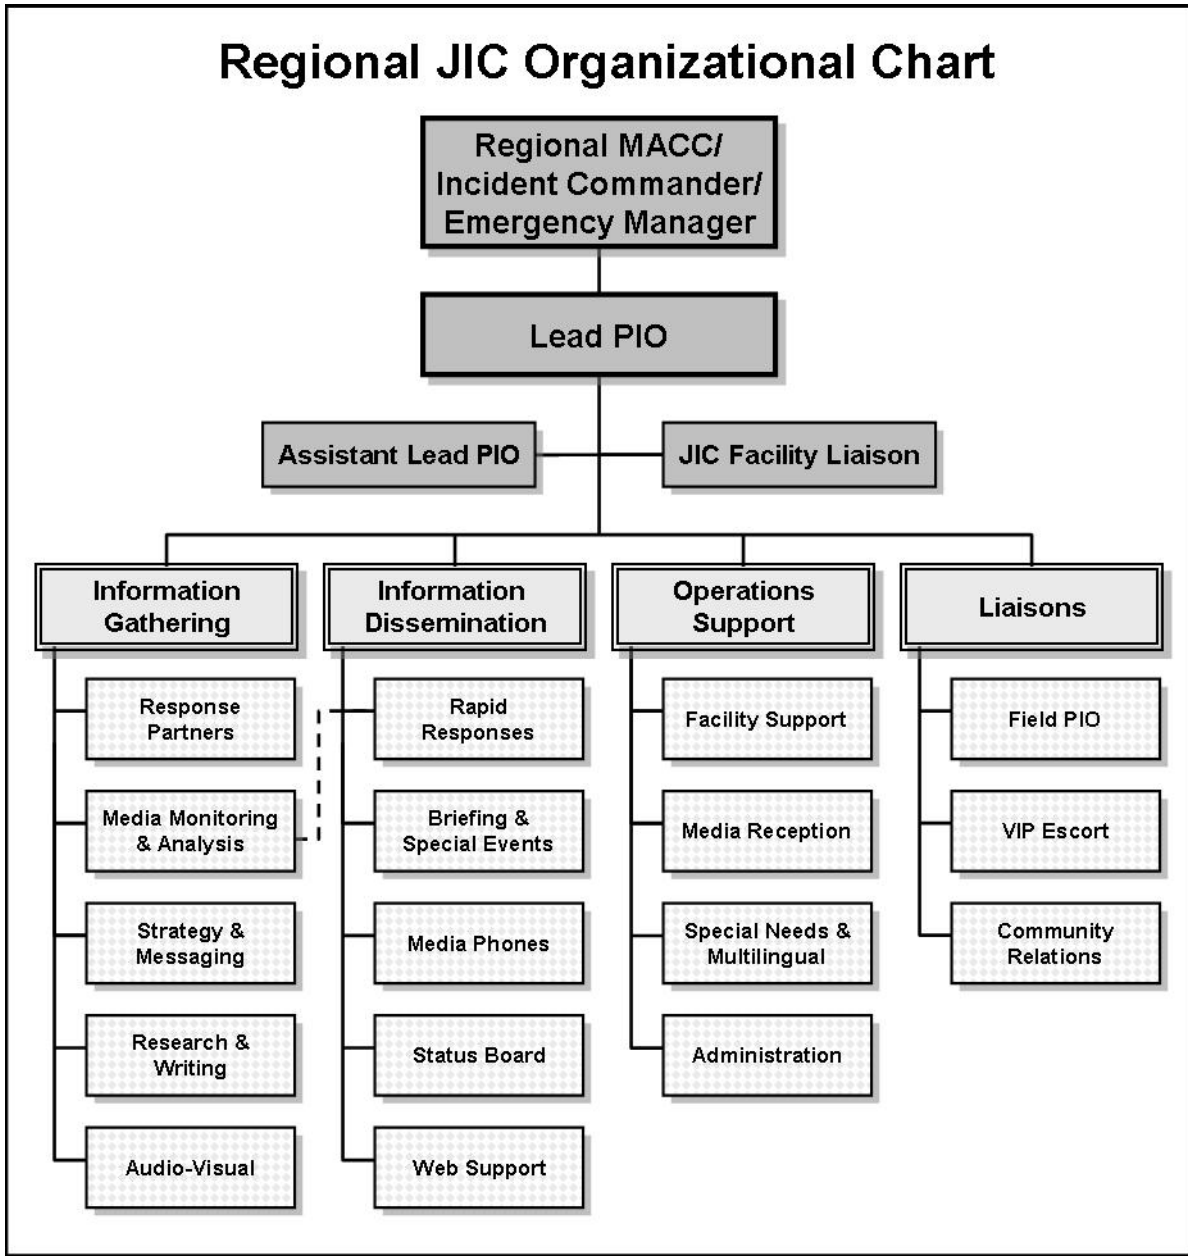 Regional JIC Organizational Chart
Regional MACC/
Incident Commander/
Emergency Manager
Lead PIO
Assistant Lead PIO
JIC Facility Liaison
Information
Gathering
Response
Partners
Media Monitoring
& Analysis
Strategy &
Messaging
Research &
Writing
Audio-Visual
Information
Dissemination
Rapid
Responses
Briefing &
Special Events
Media Phones
Status Board
Web Support
Operations
Support
Facility Support
Media Reception
Special Needs &
Multilingual
Administration
Liaisons
Field PIO
VIP Escort
Community
Relations